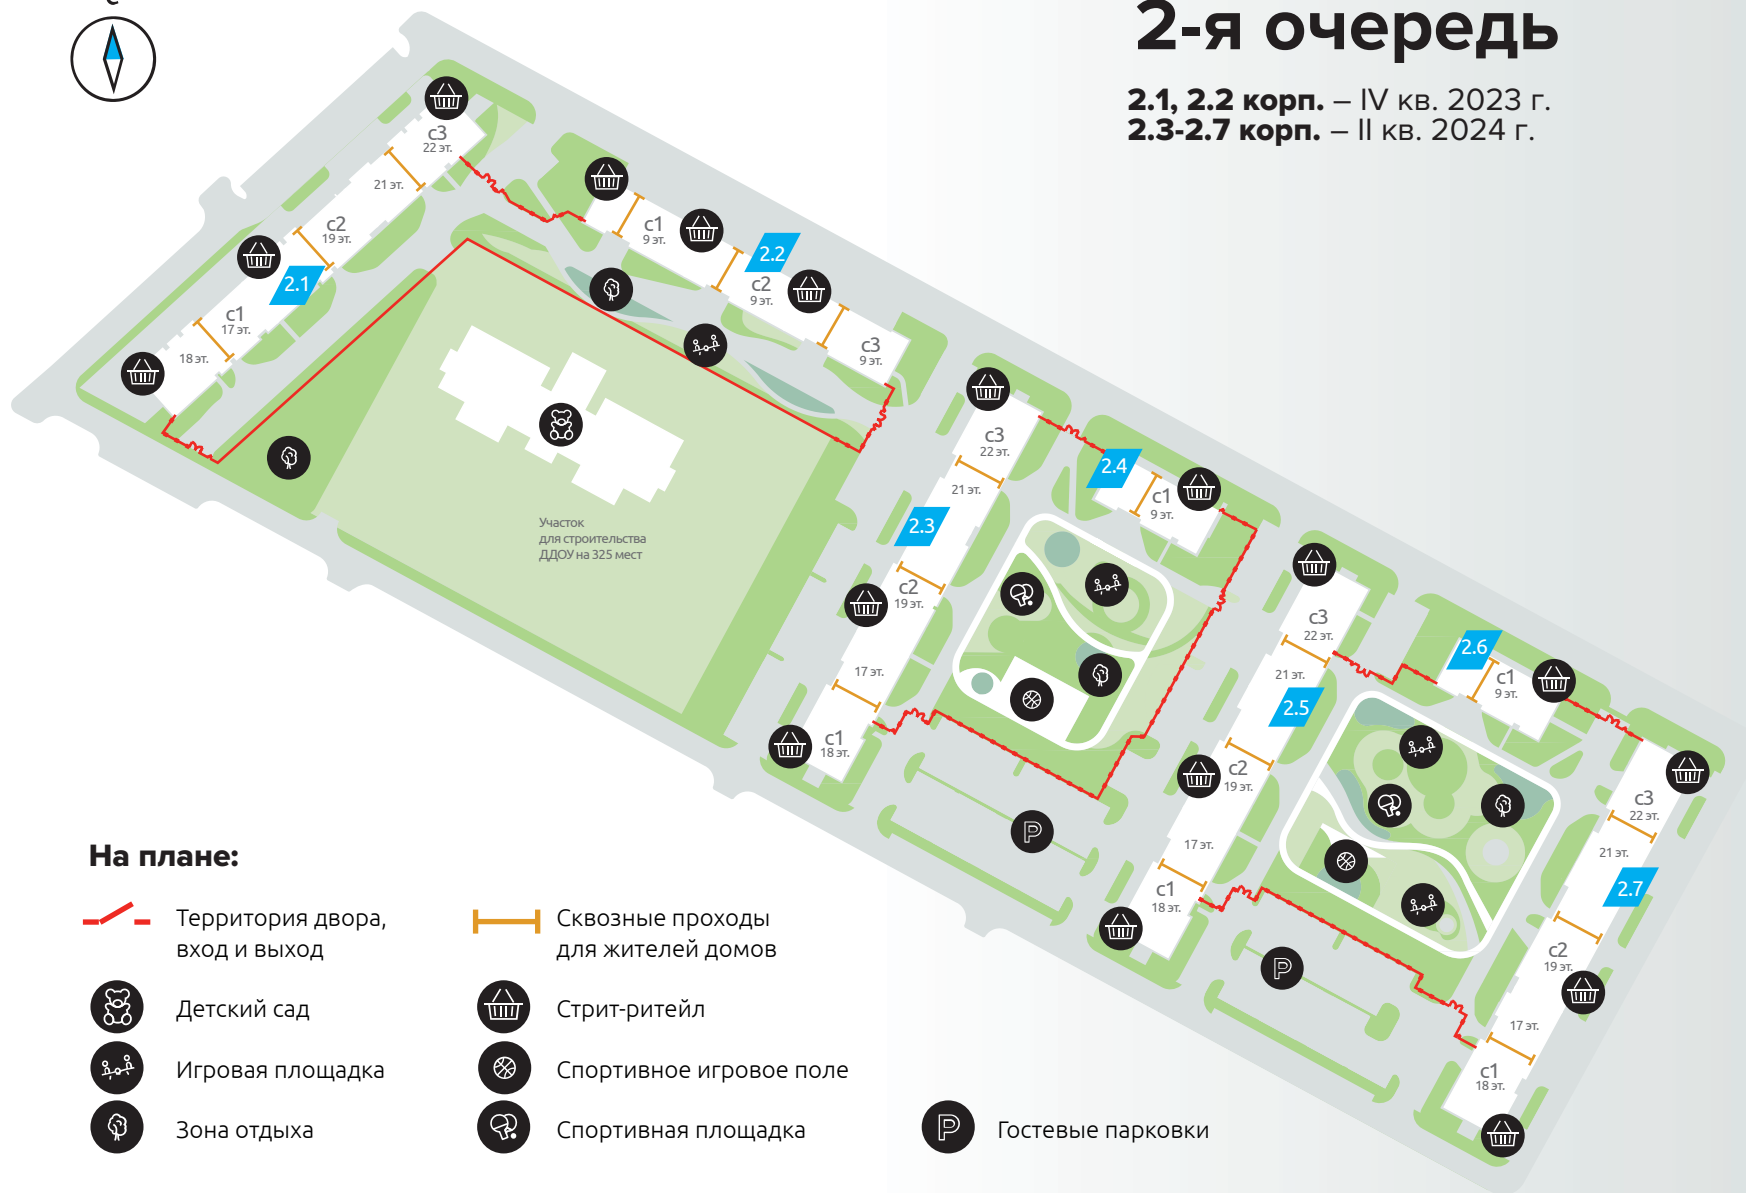 с
2-я очередь
2.1, 2.2 корп. – IV кв. 2023 г.
2.3-2.7 корп. – II кв. 2024 г.
с3
22 эт.
21 эт.
с2
19 эт.
2.1
с1
17 эт.
18 эт.
с1
9 эт.
2.2
с2
9 эт.
с3
9 эт.
Участок
для строительства
ДДОУ на 325 мест
с3
22 эт.
21 эт.
2.3
с2
19 эт.
17 эт.
с1
18 эт.
2.4
с1
9 эт.
с3
22 эт.
21 эт.
2.5
с2
19 эт.
17 эт.
с1
18 эт.
2.6
с1
9 эт.
с3
22 эт.
21 эт.
2.7
с2
19 эт.
17 эт.
с1
18 эт.
P
P
На плане:
Территория двора,
вход и выход
Детский сад
Игровая площадка
Зона отдыха
Сквозные проходы
для жителей домов
Стрит-ритейл
Спортивное игровое поле
Спортивная площадка
P
Гостевые парковки